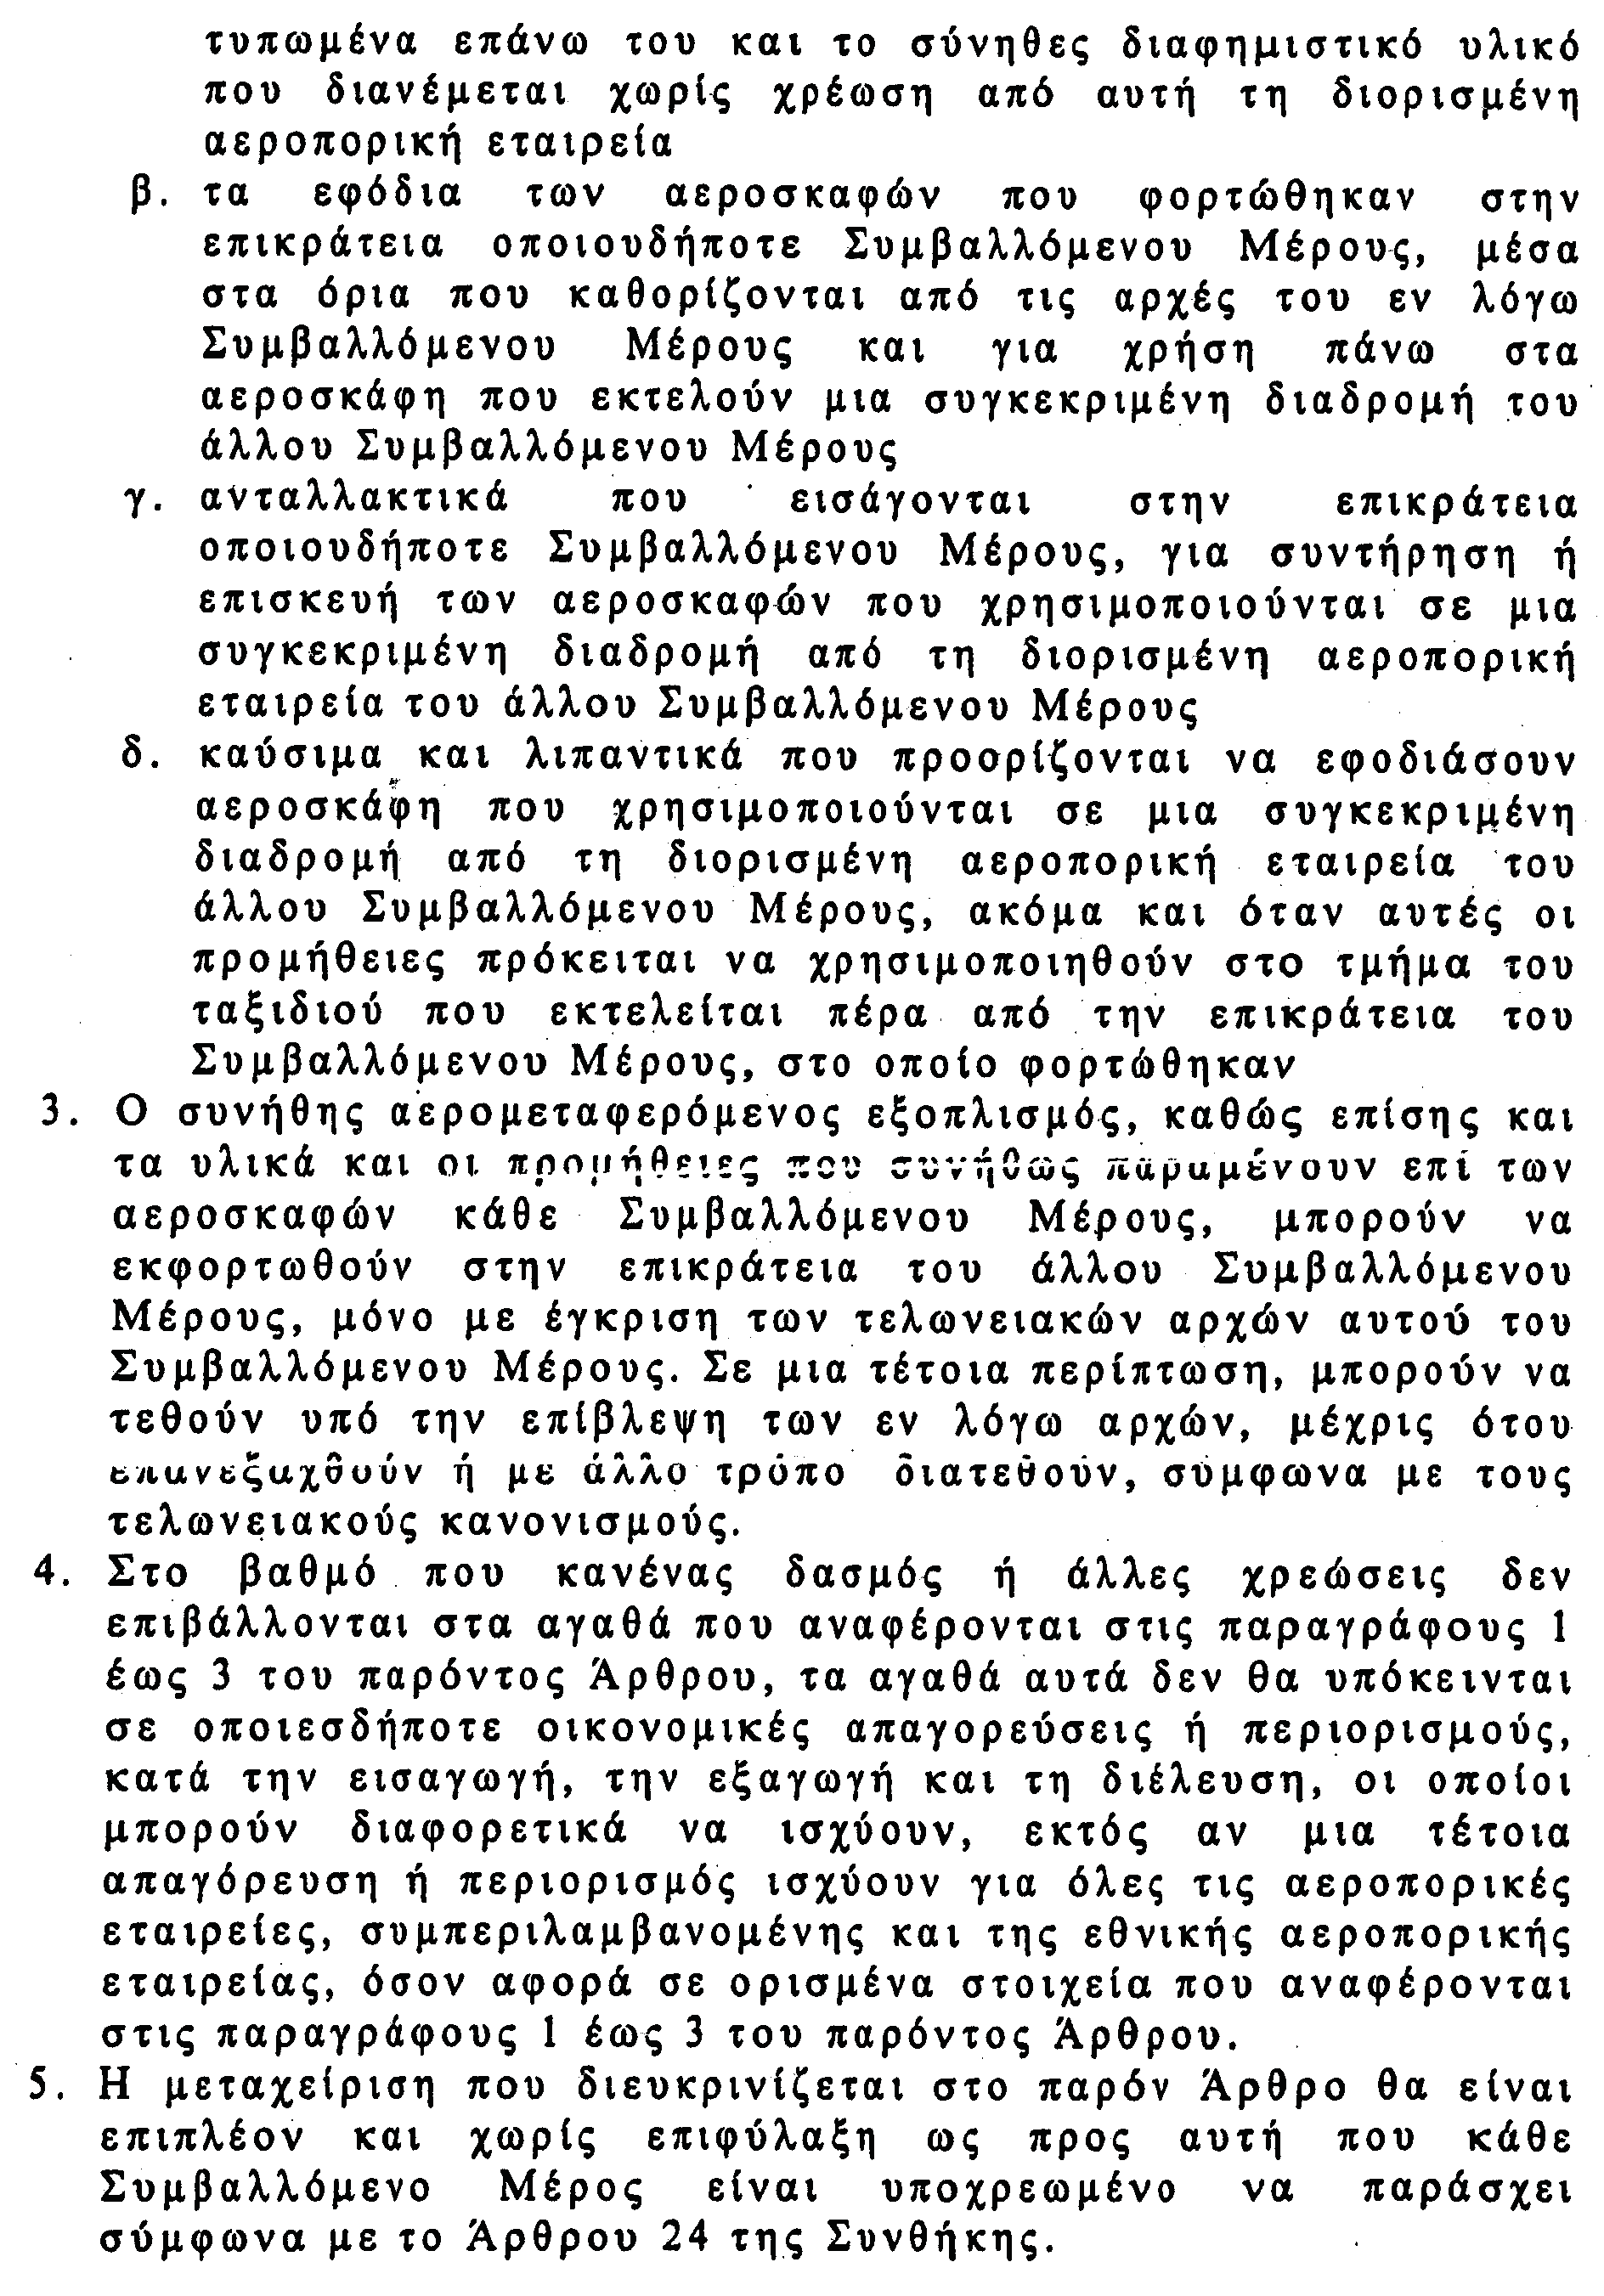 τυπωμένα επάνω του και το σύνηθες διαφημιστικό υλικό
που διανέμεται χωρίς χρέωση από αυτή τη διορισμένη
αεροπορική εταιρεία
β. τα εφόδια των αεροσκαφών που φορτώθηκαν στην
επικράτεια οποιουδήποτε Συμβαλλόμενου Μέρους, μέσα
στα όρια που καθορίζονται από τις αρχές του εν λόγω
Συμβαλλόμενου Μέρους και για χρήση πάνω στα
αεροσκάφη που εκτελούν μια συγκεκριμένη διαδρομή του
άλλου Συμβαλλόμενου Μέρους
γ. ανταλλακτικά που εισάγονται στην επικράτεια
οποιουδήποτε Συμβαλλόμενου Μέρους, για συντήρηση ή
επισκευή των αεροσκαφών που χρησιμοποιούνται σε μια
συγκεκριμένη διαδρομή από τη διορισμένη αεροπορική
εταιρεία του άλλου Συμβαλλόμενου Μέρους
δ. καύσιμα και λιπαντικά που προορίζονται να εφοδιάσουν
αεροσκάφη που χρησιμοποιούνται σε μια συγκεκριμένη
διαδρομή από τη διορισμένη αεροπορική εταιρεία του
άλλου Συμβαλλόμενου Μέρους, ακόμα και όταν αυτές οι
προμήθειες πρόκειται να χρησιμοποιηθούν στο τμήμα του
ταξιδιού που εκτελείται πέρα από την επικράτεια του
Συμβαλλόμενου Μέρους, στο οποίο φορτώθηκαν
3. Ο συνήθης αερομεταφερόμενος εξοπλισμός, καθώς επίσης και
τα υλικά και οι προμήθειες που συνήθως παραμένουν επί των
αεροσκαφών κάθε Συμβαλλόμενου Μέρους, μπορούν να
εκφορτωθούν στην επικράτεια του άλλου Συμβαλλόμενου
Μέρους, μόνο με έγκριση των τελωνειακών αρχών αυτού του
Συμβαλλόμενου Μέρους. Σε μια τέτοια περίπτωση, μπορούν να
τεθούν υπό την επίβλεψη των εν λόγω αρχών, μέχρις ότου
επανεξαχθούν ή με άλλο τρόπο διατεθούν, σύμφωνα με τους
τελωνειακούς κανονισμούς.
4. Στο βαθμό που κανένας δασμός ή άλλες χρεώσεις δεν
επιβάλλονται στα αγαθά που αναφέρονται στις παραγράφους 1
έως 3 του παρόντος Άρθρου, τα αγαθά αυτά δεν θα υπόκεινται
σε οποιεσδήποτε οικονομικές απαγορεύσεις ή περιορισμούς,
κατά την εισαγωγή, την εξαγωγή και τη διέλευση, οι οποίοι
μπορούν διαφορετικά να ισχύουν, εκτός αν μια τέτοια
απαγόρευση ή περιορισμός ισχύουν για όλες τις αεροπορικές
εταιρείες, συμπεριλαμβανομένης και της εθνικής αεροπορικής
εταιρείας, όσον αφορά σε ορισμένα στοιχεία που αναφέρονται
στις παραγράφους 1 έως 3 του παρόντος Άρθρου.
5. Η μεταχείριση που διευκρινίζεται στο παρόν Άρθρο θα είναι
επιπλέον και χωρίς επιφύλαξη ως προς αυτή που κάθε
Συμβαλλόμενο Μέρος είναι υποχρεωμένο να παράσχει
σύμφωνα με το Άρθρου 24 της Συνθήκης.